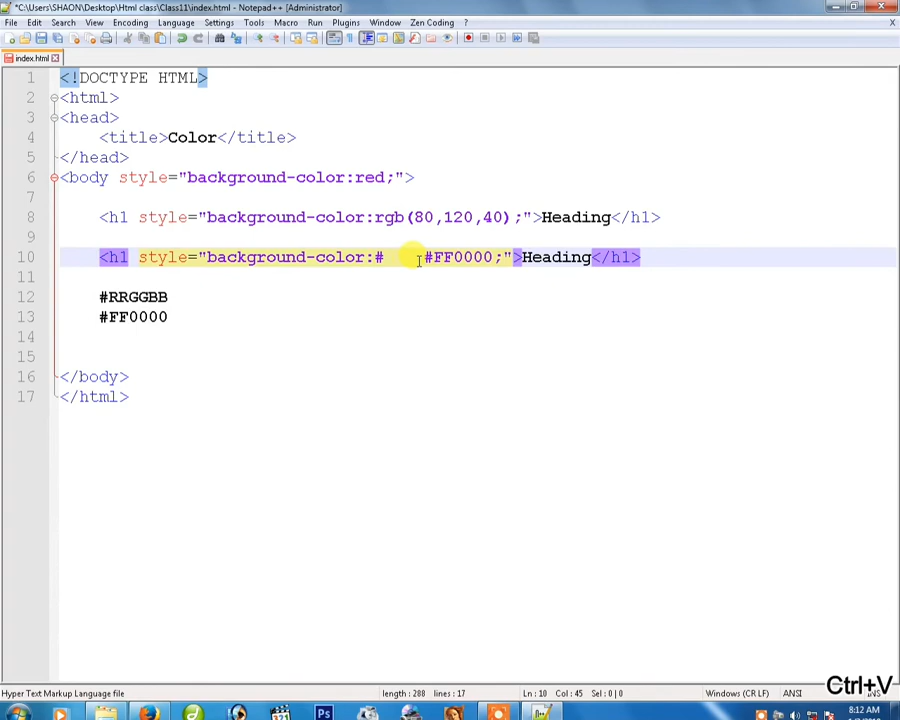 *C:\Users\SHAON\Desktop\Html class\Class11\index.html - Notepad++ [Administrator]
File Edit Search View Encoding Language Settings Tools Macro Run Plugins Window Zen Coding ? X
index.html
1 <!DOCTYPE HTML>
2 <html>
3 <head>
4 <title>Color</title>
5 </head>
6 <body style="background-color:red;">
7
8 <h1 style="background-color:rgb(80,120,40);">Heading</h1>
9
10 <h1 style="background-color:# #FF0000;">Heading</h1>
11
12 #RRGGBB
13 #FF0000
14
15
16 </body>
17 </html>
Hyper Text Markup Language file length : 288 lines : 17 Ln : 10 Col : 45 Sel : 0 | 0 Windows (CR LF) ANSI INS
Ctrl+V
Ps
8:12 AM